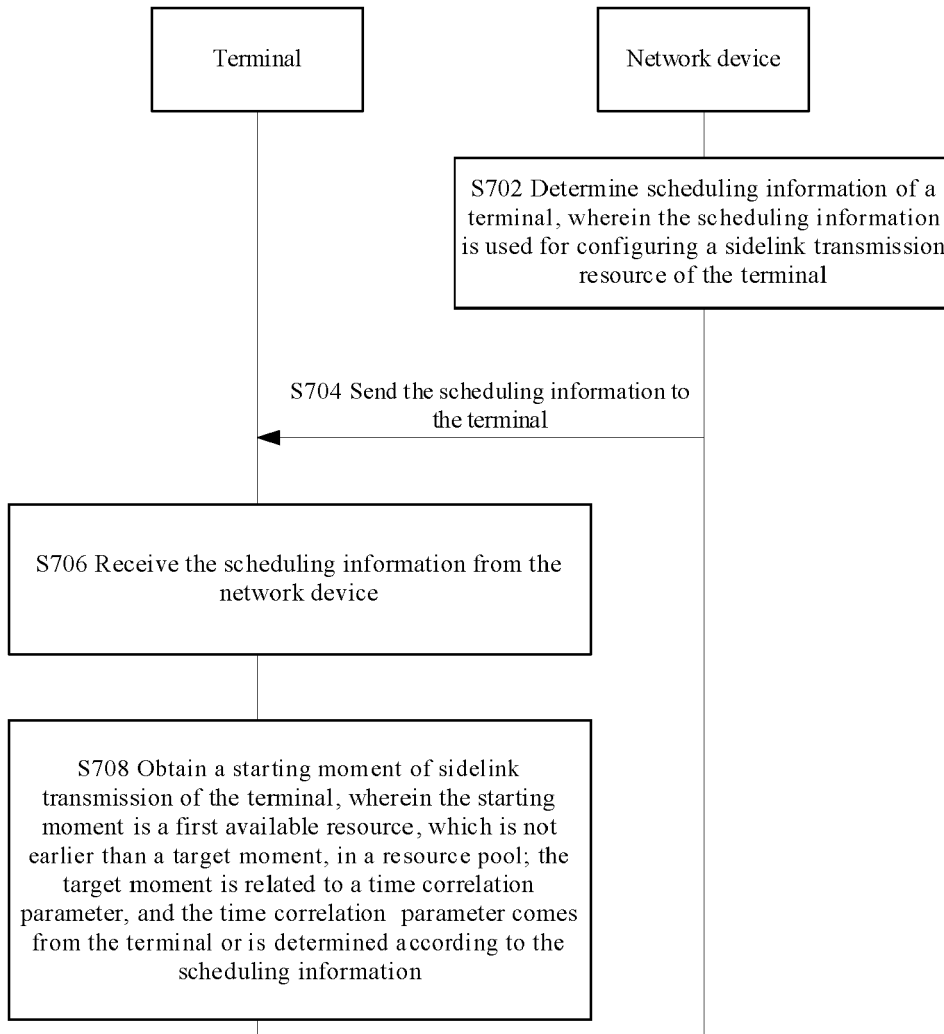 Terminal
Network device
S702 Determine scheduling information of a
terminal, wherein the scheduling information
is used for configuring a sidelink transmission
resource of the terminal
S704 Send the scheduling information to
the terminal
S706 Receive the scheduling information from the
network device
S708 Obtain a starting moment of sidelink
transmission of the terminal, wherein the starting
moment is a first available resource, which is not
earlier than a target moment, in a resource pool; the
target moment is related to a time correlation
parameter, and the time correlation parameter comes
from the terminal or is determined according to the
scheduling information